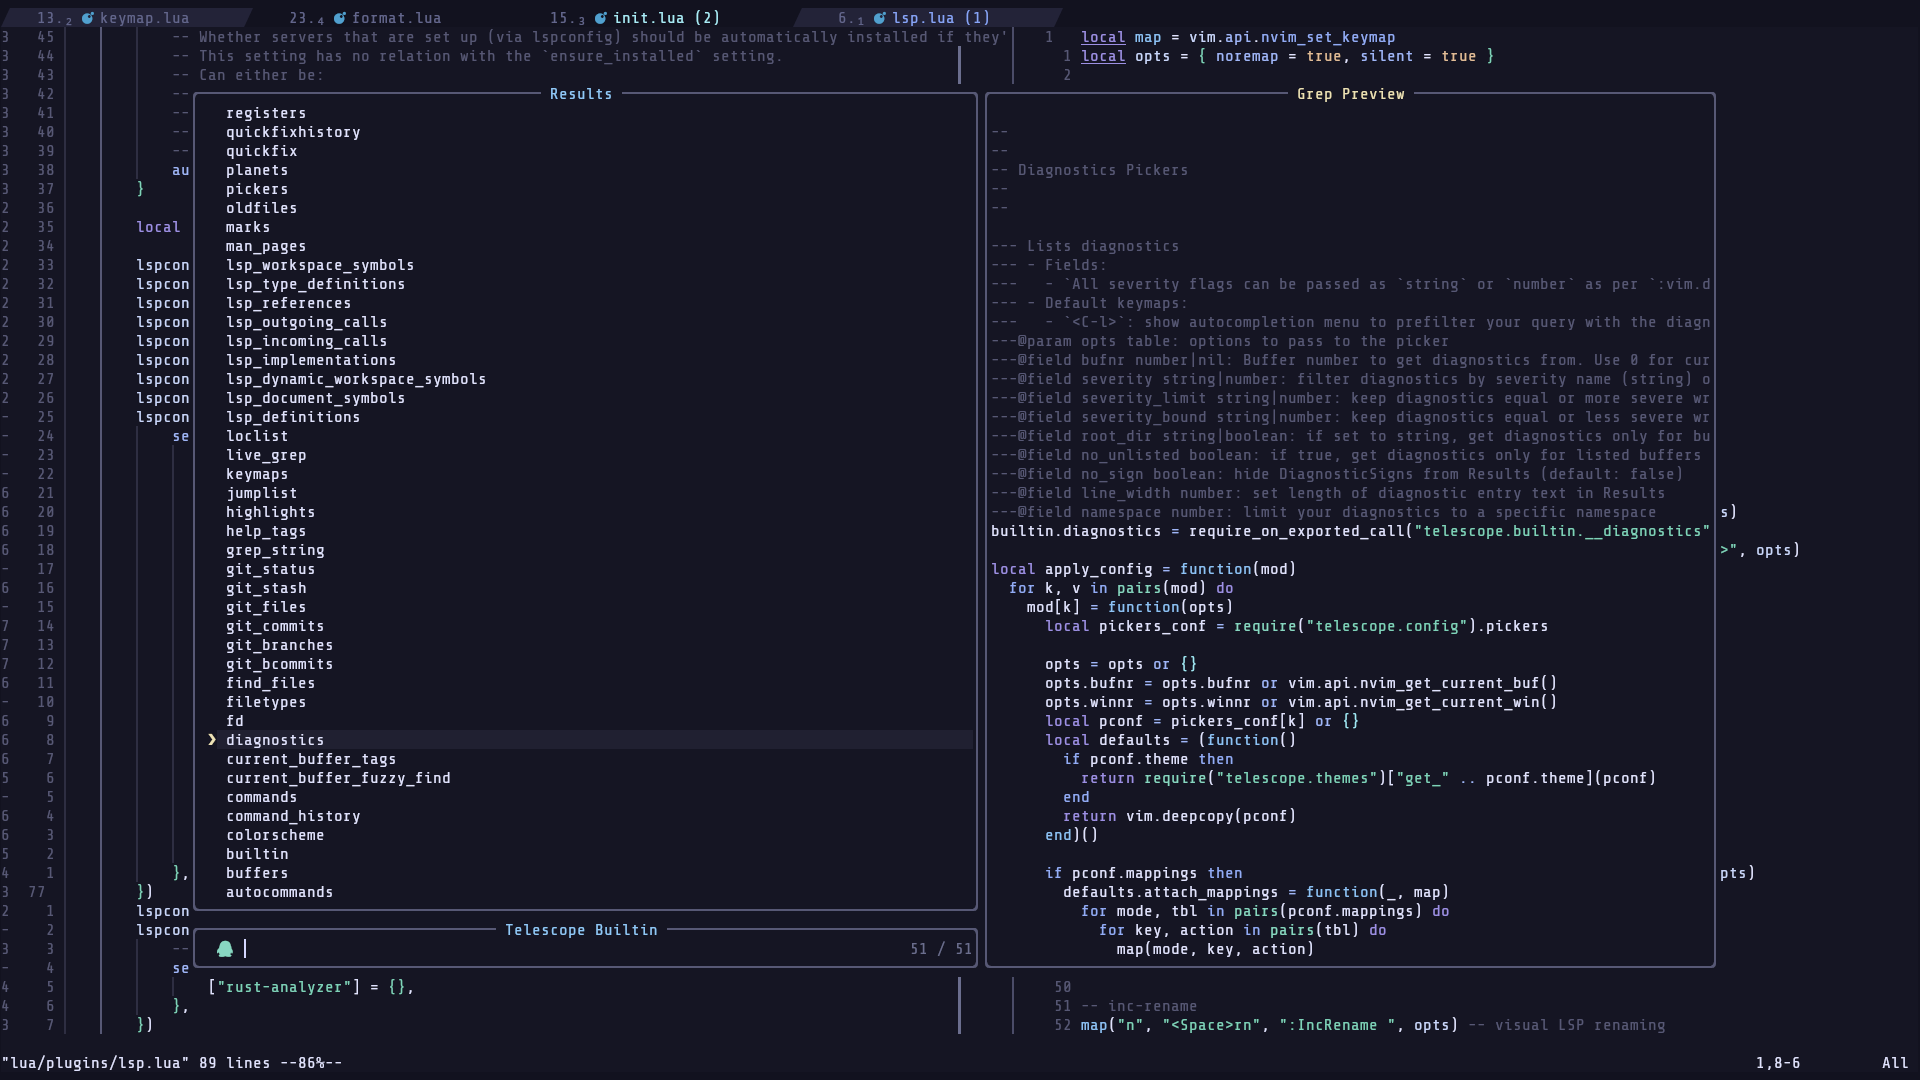 13.₂ keymap.lua 23.₄ format.lua 15.₃ init.lua (2) 6.₁ lsp.lua (1)
3 45 -- Whether servers that are set up (via lspconfig) should be automatically installed if they'
3 44 -- This setting has no relation with the `ensure_installed` setting.
3 43 -- Can either be:
3 42 --
3 41 --
3 40 --
3 39 --
3 38 au
3 37 }
2 36
2 35 local
2 34
2 33 lspcon
2 32 lspcon
2 31 lspcon
2 30 lspcon
2 29 lspcon
2 28 lspcon
2 27 lspcon
2 26 lspcon
- 25 lspcon
- 24 se
- 23
- 22
6 21
6 20
6 19
6 18
- 17
6 16
- 15
7 14
7 13
7 12
6 11
- 10
6 9
6 8
6 7
5 6
- 5
6 4
6 3
5 2
4 1 },
3 77 })
2 1 lspcon
- 2 lspcon
3 3 --
- 4 se
4 5 ["rust-analyzer"] = {},
4 6 },
3 7 })
Results
registers
quickfixhistory
quickfix
planets
pickers
oldfiles
marks
man_pages
lsp_workspace_symbols
lsp_type_definitions
lsp_references
lsp_outgoing_calls
lsp_incoming_calls
lsp_implementations
lsp_dynamic_workspace_symbols
lsp_document_symbols
lsp_definitions
loclist
live_grep
keymaps
jumplist
highlights
help_tags
grep_string
git_status
git_stash
git_files
git_commits
git_branches
git_bcommits
find_files
filetypes
fd
❯ diagnostics
current_buffer_tags
current_buffer_fuzzy_find
commands
command_history
colorscheme
builtin
buffers
autocommands
Telescope Builtin
51 / 51
1 local map = vim.api.nvim_set_keymap
1 local opts = { noremap = true, silent = true }
2
Grep Preview
--
--
-- Diagnostics Pickers
--
--
--- Lists diagnostics
--- - Fields:
---   - `All severity flags can be passed as `string` or `number` as per `:vim.d
--- - Default keymaps:
---   - `<C-l>`: show autocompletion menu to prefilter your query with the diagn
---@param opts table: options to pass to the picker
---@field bufnr number|nil: Buffer number to get diagnostics from. Use 0 for cur
---@field severity string|number: filter diagnostics by severity name (string) o
---@field severity_limit string|number: keep diagnostics equal or more severe wr
---@field severity_bound string|number: keep diagnostics equal or less severe wr
---@field root_dir string|boolean: if set to string, get diagnostics only for bu
---@field no_unlisted boolean: if true, get diagnostics only for listed buffers
---@field no_sign boolean: hide DiagnosticSigns from Results (default: false)
---@field line_width number: set length of diagnostic entry text in Results
---@field namespace number: limit your diagnostics to a specific namespace
builtin.diagnostics = require_on_exported_call("telescope.builtin.__diagnostics"
local apply_config = function(mod)
for k, v in pairs(mod) do
mod[k] = function(opts)
local pickers_conf = require("telescope.config").pickers
opts = opts or {}
opts.bufnr = opts.bufnr or vim.api.nvim_get_current_buf()
opts.winnr = opts.winnr or vim.api.nvim_get_current_win()
local pconf = pickers_conf[k] or {}
local defaults = (function()
if pconf.theme then
return require("telescope.themes")["get_" .. pconf.theme](pconf)
end
return vim.deepcopy(pconf)
end)()
if pconf.mappings then
defaults.attach_mappings = function(_, map)
for mode, tbl in pairs(pconf.mappings) do
for key, action in pairs(tbl) do
map(mode, key, action)
s)
>", opts)
pts)
50
51 -- inc-rename
52 map("n", "<Space>rn", ":IncRename ", opts) -- visual LSP renaming
"lua/plugins/lsp.lua" 89 lines --86%-- 1,8-6 All